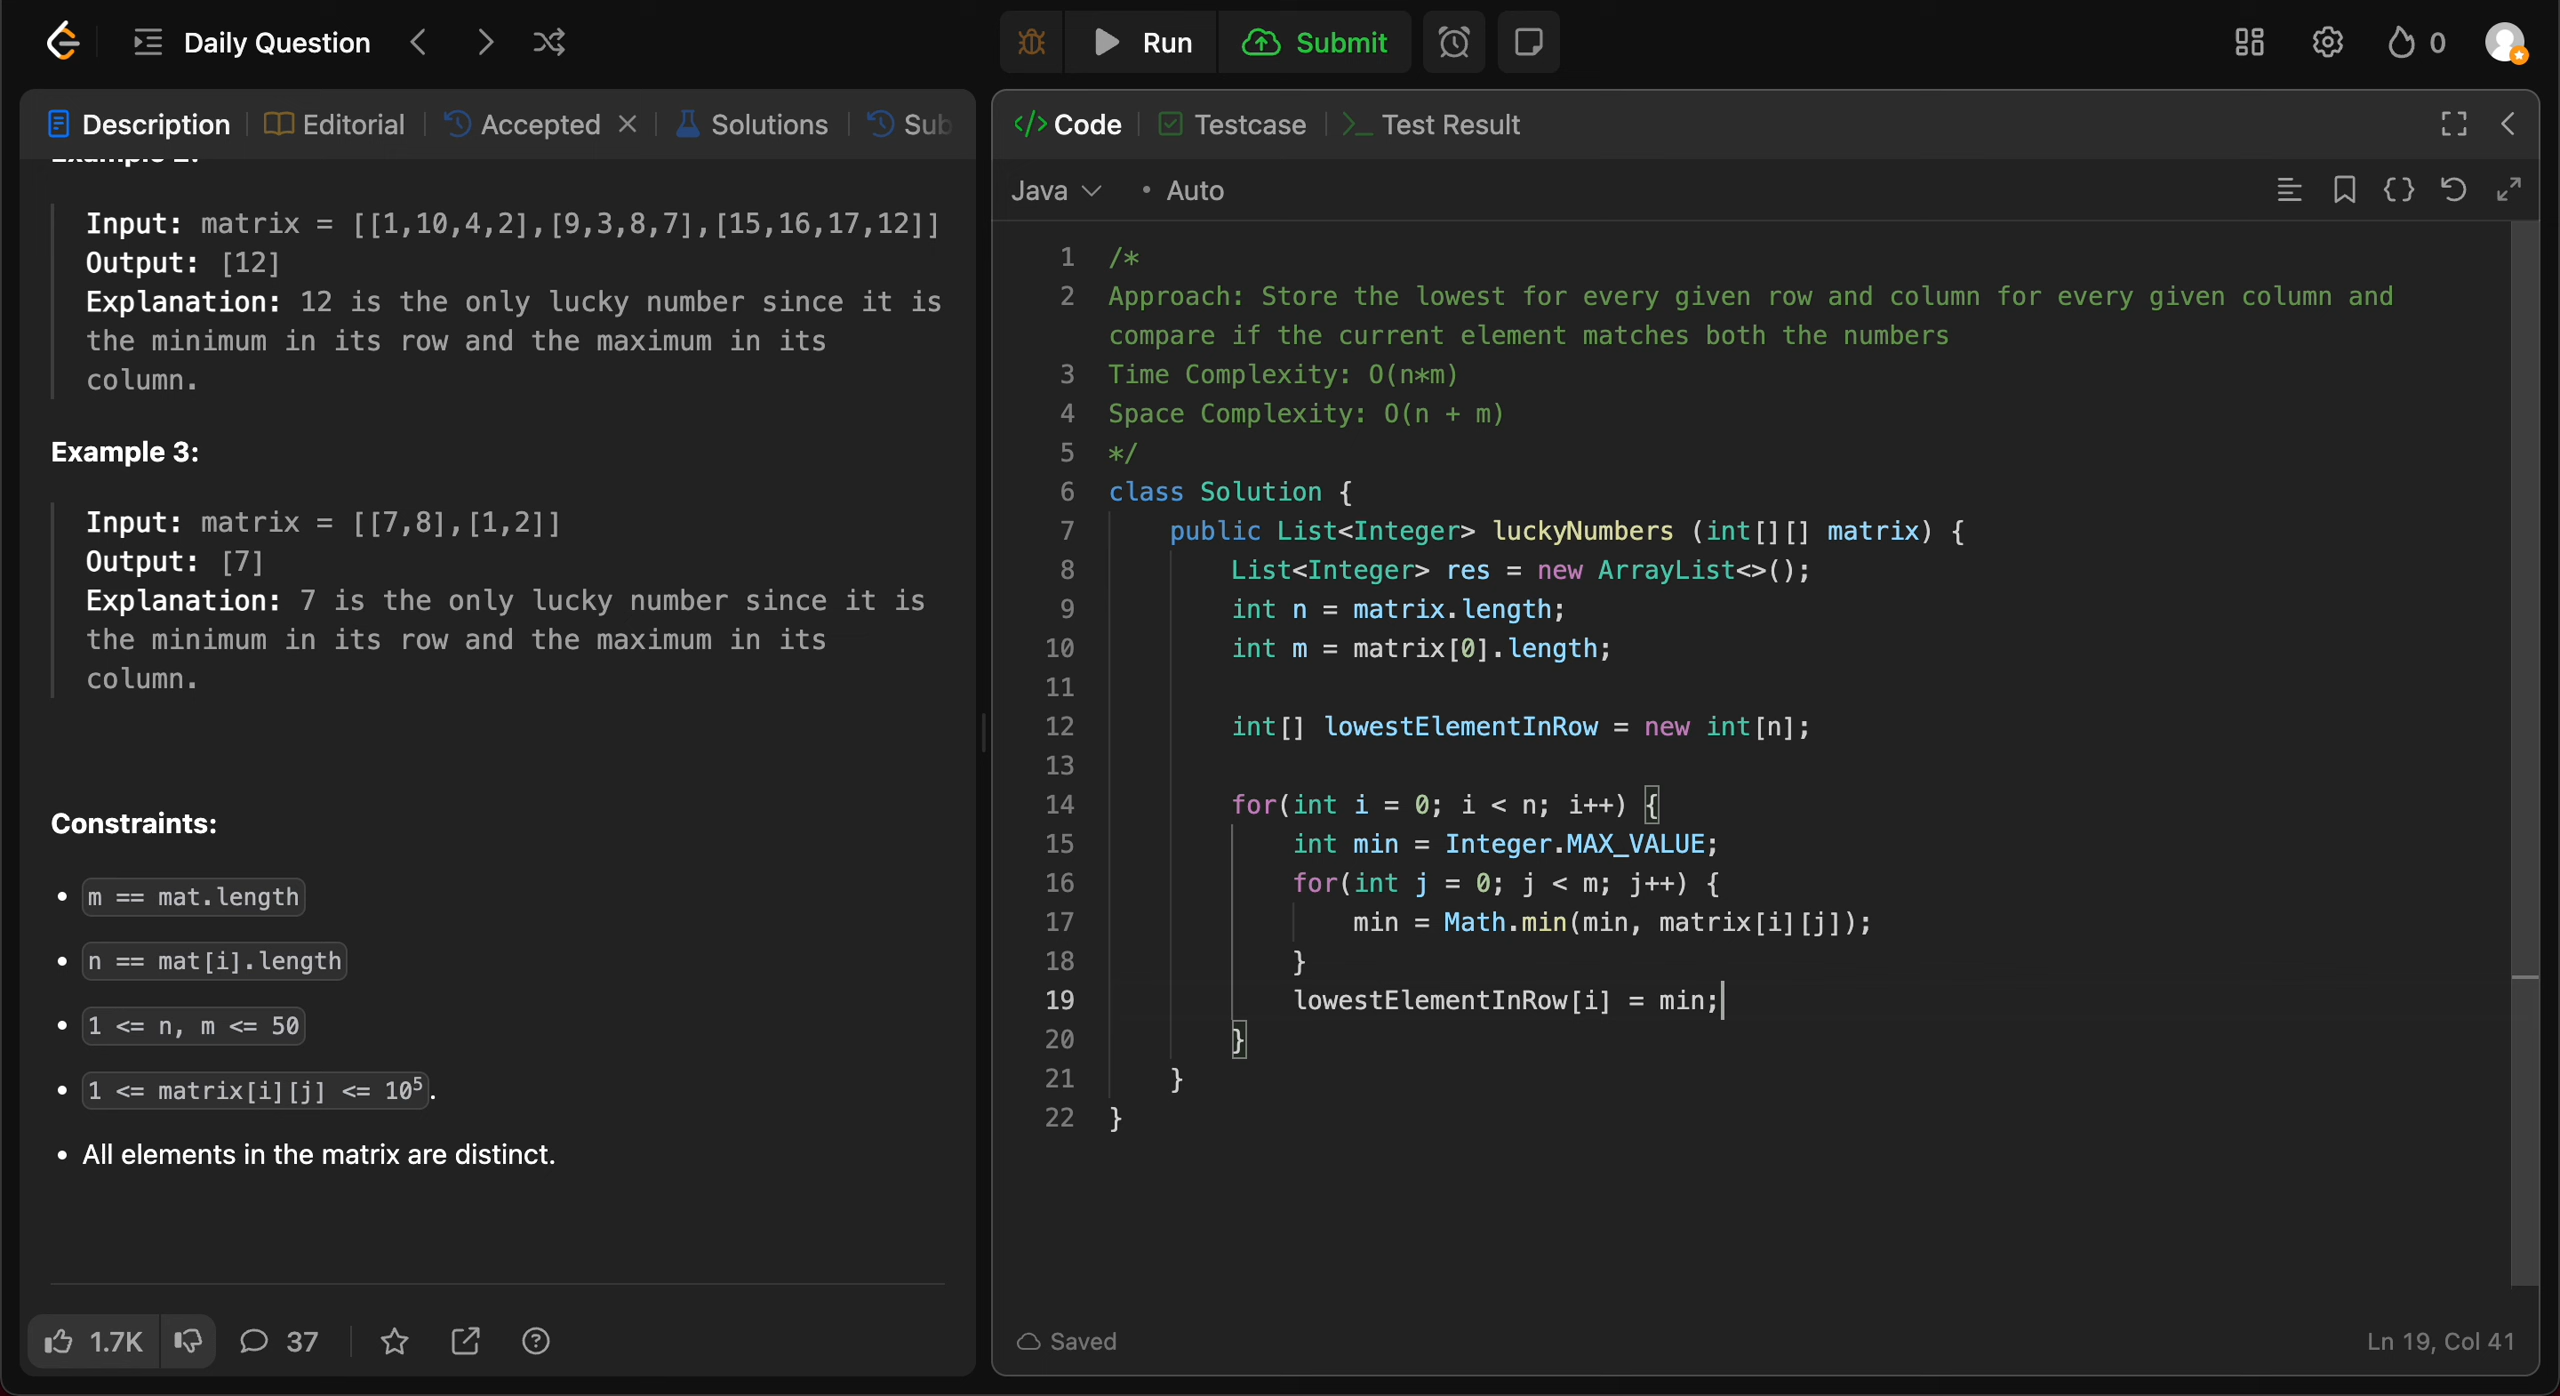 Daily Question
Run
Submit
0
Description
Editorial
Accepted
Solutions
Sub
Input: matrix = [[1,10,4,2],[9,3,8,7],[15,16,17,12]]
Output: [12]
Explanation: 12 is the only lucky number since it is
the minimum in its row and the maximum in its
column.
Example 3:
Input: matrix = [[7,8],[1,2]]
Output: [7]
Explanation: 7 is the only lucky number since it is
the minimum in its row and the maximum in its
column.
Constraints:
• m == mat.length
• n == mat[i].length
• 1 <= n, m <= 50
• 1 <= matrix[i][j] <= 10⁵.
• All elements in the matrix are distinct.
1.7K
37
</> Code
Testcase
>_ Test Result
Java
• Auto
1 /*
2 Approach: Store the lowest for every given row and column for every given column and
compare if the current element matches both the numbers
3 Time Complexity: O(n*m)
4 Space Complexity: O(n + m)
5 */
6 class Solution {
7 public List<Integer> luckyNumbers (int[][] matrix) {
8 List<Integer> res = new ArrayList<>();
9 int n = matrix.length;
10 int m = matrix[0].length;
11
12 int[] lowestElementInRow = new int[n];
13
14 for(int i = 0; i < n; i++) {
15 int min = Integer.MAX_VALUE;
16 for(int j = 0; j < m; j++) {
17 min = Math.min(min, matrix[i][j]);
18 }
19 lowestElementInRow[i] = min;
20 }
21 }
22 }
Saved
Ln 19, Col 41